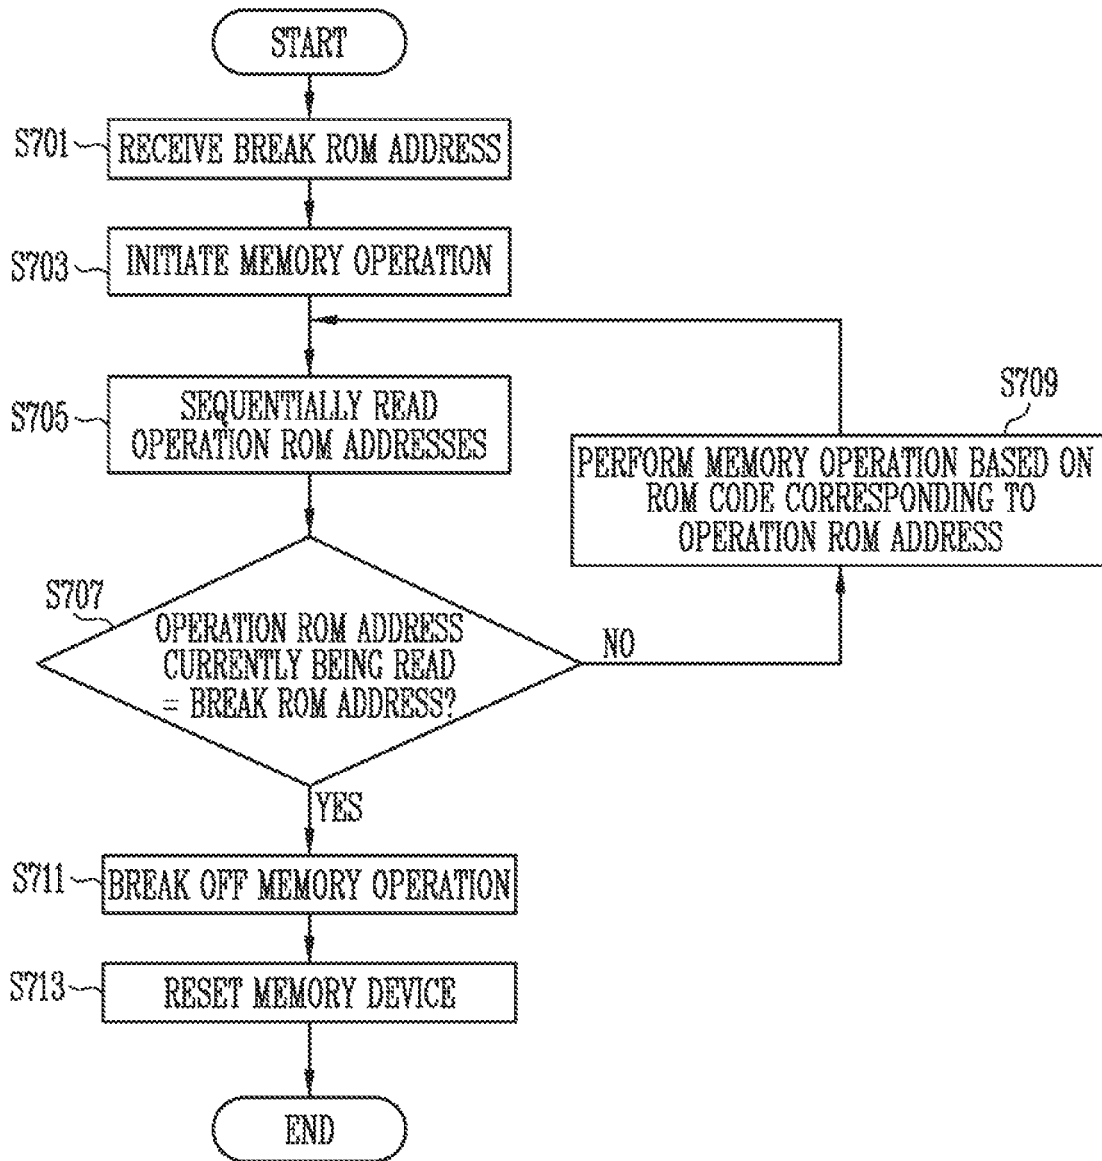 START
S701
RECEIVE BREAK ROM ADDRESS
S703
INITIATE MEMORY OPERATION
S705
SEQUENTIALLY READ
OPERATION ROM ADDRESSES
S709
PERFORM MEMORY OPERATION BASED ON
ROM CODE CORRESPONDING TO
OPERATION ROM ADDRESS
S707
OPERATION ROM ADDRESS
CURRENTLY BEING READ
= BREAK ROM ADDRESS?
NO
YES
S711
BREAK OFF MEMORY OPERATION
S713
RESET MEMORY DEVICE
END